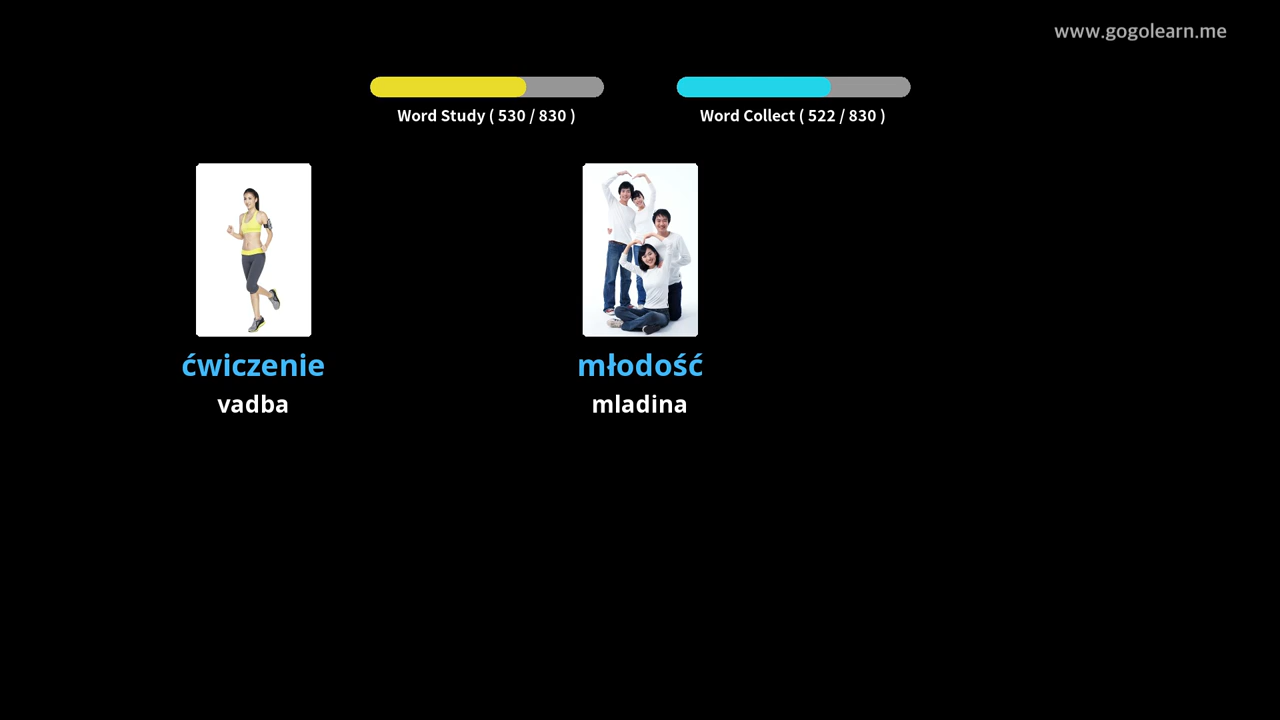 www.gogolearn.me
Word Study ( 530 / 830 )
Word Collect ( 522 / 830 )
ćwiczenie
vadba
młodość
mladina